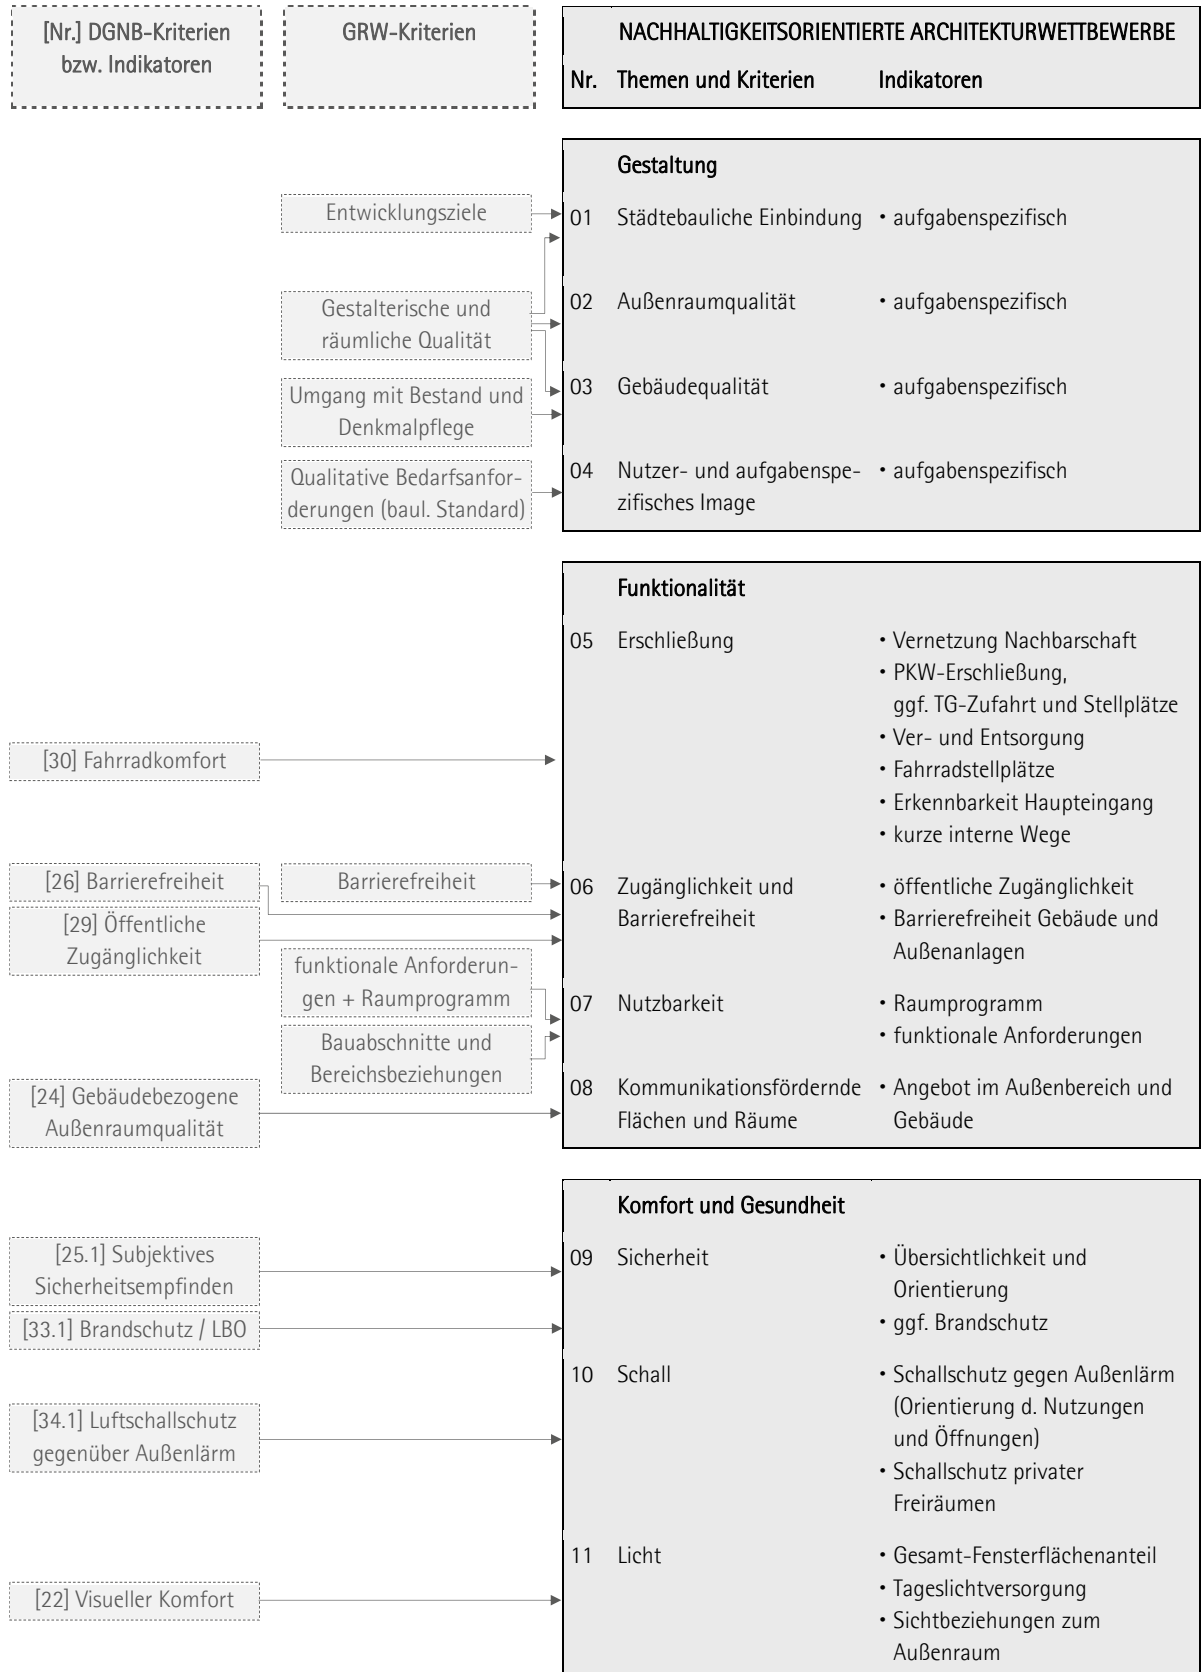 [Nr.] DGNB-Kriterien
bzw. Indikatoren
GRW-Kriterien
NACHHALTIGKEITSORIENTIERTE ARCHITEKTURWETTBEWERBE
Nr. Themen und Kriterien Indikatoren
Gestaltung
Entwicklungsziele
01 Städtebauliche Einbindung • aufgabenspezifisch
Gestalterische und
räumliche Qualität
02 Außenraumqualität • aufgabenspezifisch
Umgang mit Bestand und
Denkmalpflege
03 Gebäudequalität • aufgabenspezifisch
Qualitative Bedarfsanfor-
derungen (baul. Standard)
04 Nutzer- und aufgabenspe- • aufgabenspezifisch
zifisches Image
Funktionalität
05 Erschließung • Vernetzung Nachbarschaft
• PKW-Erschließung,
ggf. TG-Zufahrt und Stellplätze
• Ver- und Entsorgung
[30] Fahrradkomfort
• Fahrradstellplätze
• Erkennbarkeit Haupteingang
• kurze interne Wege
[26] Barrierefreiheit
Barrierefreiheit
06 Zugänglichkeit und • öffentliche Zugänglichkeit
Barrierefreiheit • Barrierefreiheit Gebäude und
Außenanlagen
[29] Öffentliche
Zugänglichkeit
funktionale Anforderun-
gen + Raumprogramm
07 Nutzbarkeit • Raumprogramm
• funktionale Anforderungen
Bauabschnitte und
Bereichsbeziehungen
[24] Gebäudebezogene
Außenraumqualität
08 Kommunikationsfördernde • Angebot im Außenbereich und
Flächen und Räume Gebäude
Komfort und Gesundheit
[25.1] Subjektives
Sicherheitsempfinden
09 Sicherheit • Übersichtlichkeit und
Orientierung
[33.1] Brandschutz / LBO
• ggf. Brandschutz
10 Schall • Schallschutz gegen Außenlärm
(Orientierung d. Nutzungen
und Öffnungen)
[34.1] Luftschallschutz
gegenüber Außenlärm
• Schallschutz privater
Freiräumen
11 Licht • Gesamt-Fensterflächenanteil
[22] Visueller Komfort
• Tageslichtversorgung
• Sichtbeziehungen zum
Außenraum